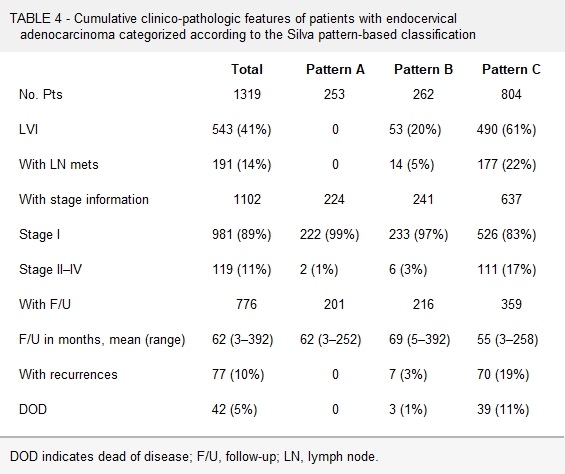 TABLE 4 - Cumulative clinico-pathologic features of patients with endocervical
adenocarcinoma categorized according to the Silva pattern-based classification
Total Pattern A Pattern B Pattern C
No. Pts 1319 253 262 804
LVI 543 (41%) 0 53 (20%) 490 (61%)
With LN mets 191 (14%) 0 14 (5%) 177 (22%)
With stage information 1102 224 241 637
Stage I 981 (89%) 222 (99%) 233 (97%) 526 (83%)
Stage II–IV 119 (11%) 2 (1%) 6 (3%) 111 (17%)
With F/U 776 201 216 359
F/U in months, mean (range) 62 (3–392) 62 (3–252) 69 (5–392) 55 (3–258)
With recurrences 77 (10%) 0 7 (3%) 70 (19%)
DOD 42 (5%) 0 3 (1%) 39 (11%)
DOD indicates dead of disease; F/U, follow-up; LN, lymph node.